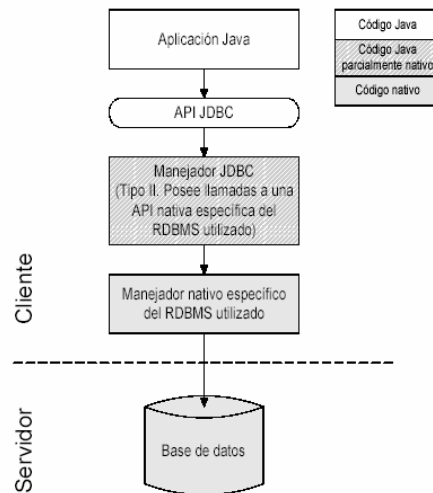 Aplicación Java
API JDBC
Manejador JDBC
(Tipo II. Posee llamadas a una
API nativa específica del
RDBMS utilizado)
Manejador nativo específico
del RDBMS utilizado
Base de datos
Cliente
Servidor
Código Java
Código Java
parcialmente nativo
Código nativo